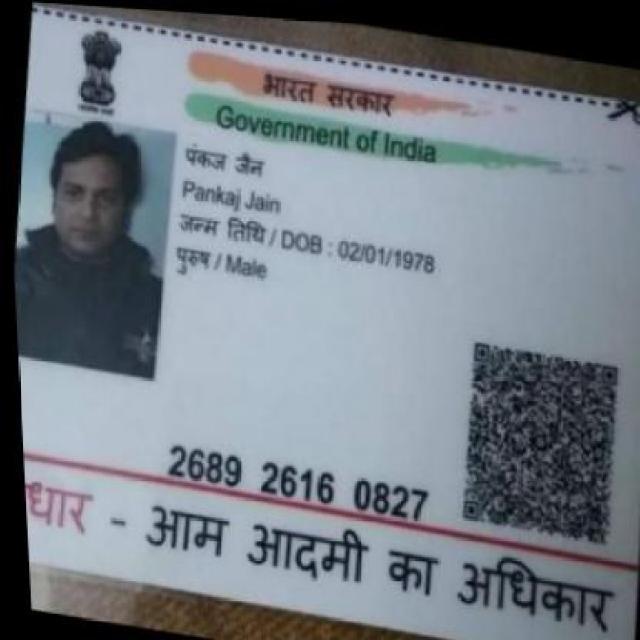 भारत सरकार
Government of India
पंकज जैन
Pankaj Jain
जन्म तिथि / DOB : 02/01/1978
पुरुष / Male
2689 2616 0827
धार - आम आदमी का अधिकार